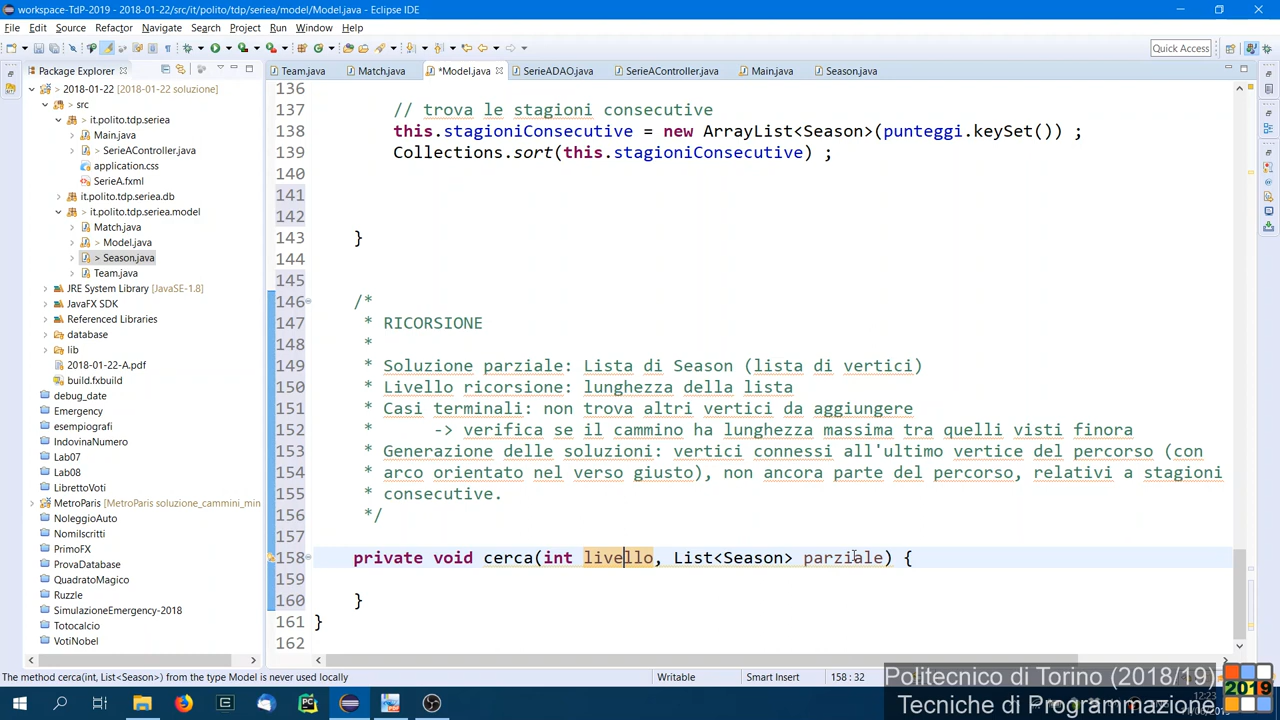 workspace-TdP-2019 - 2018-01-22/src/it/polito/tdp/seriea/model/Model.java - Eclipse IDE
File Edit Source Refactor Navigate Search Project Run Window Help
Quick Access
Package Explorer
Team.java Match.java *Model.java SerieADAO.java SerieAController.java Main.java Season.java
2018-01-22 [2018-01-22 soluzione]
src
it.polito.tdp.seriea
Main.java
> SerieAController.java
application.css
SerieA.fxml
it.polito.tdp.seriea.db
it.polito.tdp.seriea.model
Match.java
> Model.java
> Season.java
Team.java
JRE System Library [JavaSE-1.8]
JavaFX SDK
Referenced Libraries
database
lib
2018-01-22-A.pdf
build.fxbuild
debug_date
Emergency
esempiografi
IndovinaNumero
Lab07
Lab08
LibrettoVoti
MetroParis [MetroParis soluzione_cammini_min
NoleggioAuto
NomiIscritti
PrimoFX
ProvaDatabase
QuadratoMagico
Ruzzle
SimulazioneEmergency-2018
Totocalcio
VotiNobel
136
137 // trova le stagioni consecutive
138 this.stagioniConsecutive = new ArrayList<Season>(punteggi.keySet()) ;
139 Collections.sort(this.stagioniConsecutive) ;
140
141
142
143 }
144
145
146 /*
147 * RICORSIONE
148 *
149 * Soluzione parziale: Lista di Season (lista di vertici)
150 * Livello ricorsione: lunghezza della lista
151 * Casi terminali: non trova altri vertici da aggiungere
152 * -> verifica se il cammino ha lunghezza massima tra quelli visti finora
153 * Generazione delle soluzioni: vertici connessi all'ultimo vertice del percorso (con
154 * arco orientato nel verso giusto), non ancora parte del percorso, relativi a stagioni
155 * consecutive.
156 */
157
158 private void cerca(int livello, List<Season> parziale) {
159
160 }
161 }
162
The method cerca(int, List<Season>) from the type Model is never used locally
Writable
Smart Insert
158 : 32
Politecnico di Torino (2018/19)
Tecniche di Programmazione
2019
12:23